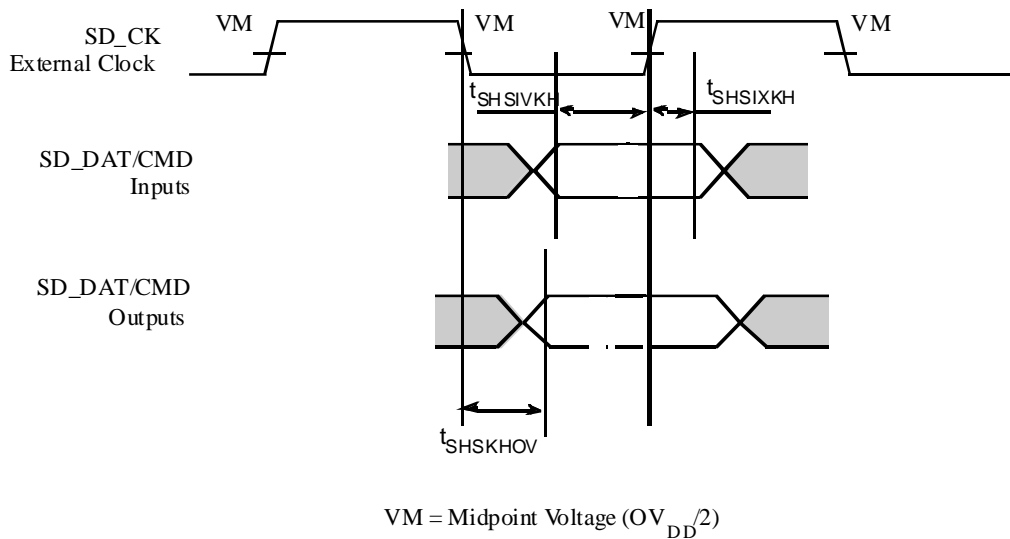 VM VM VM VM
SD_CK
External Clock
tSHSIVKH tSHSIXKH
SD_DAT/CMD
Inputs
SD_DAT/CMD
Outputs
tSHSKHOV
VM = Midpoint Voltage (OVDD/2)